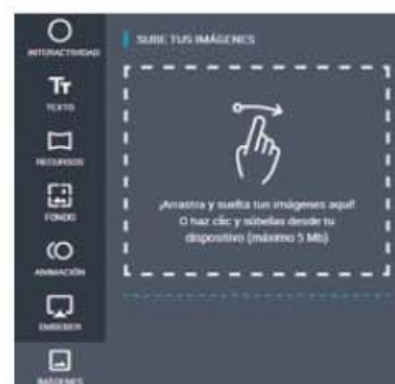 INTERACTIVIDAD
Tr
TEXTO
RECURSOS
FONDO
ANIMACIÓN
EMBEBER
IMÁGENES
SUBE TUS IMÁGENES
¡Arrastra y suelta tus imágenes aquí!
O haz clic y súbelas desde tu
dispositivo (máximo 5 Mb)